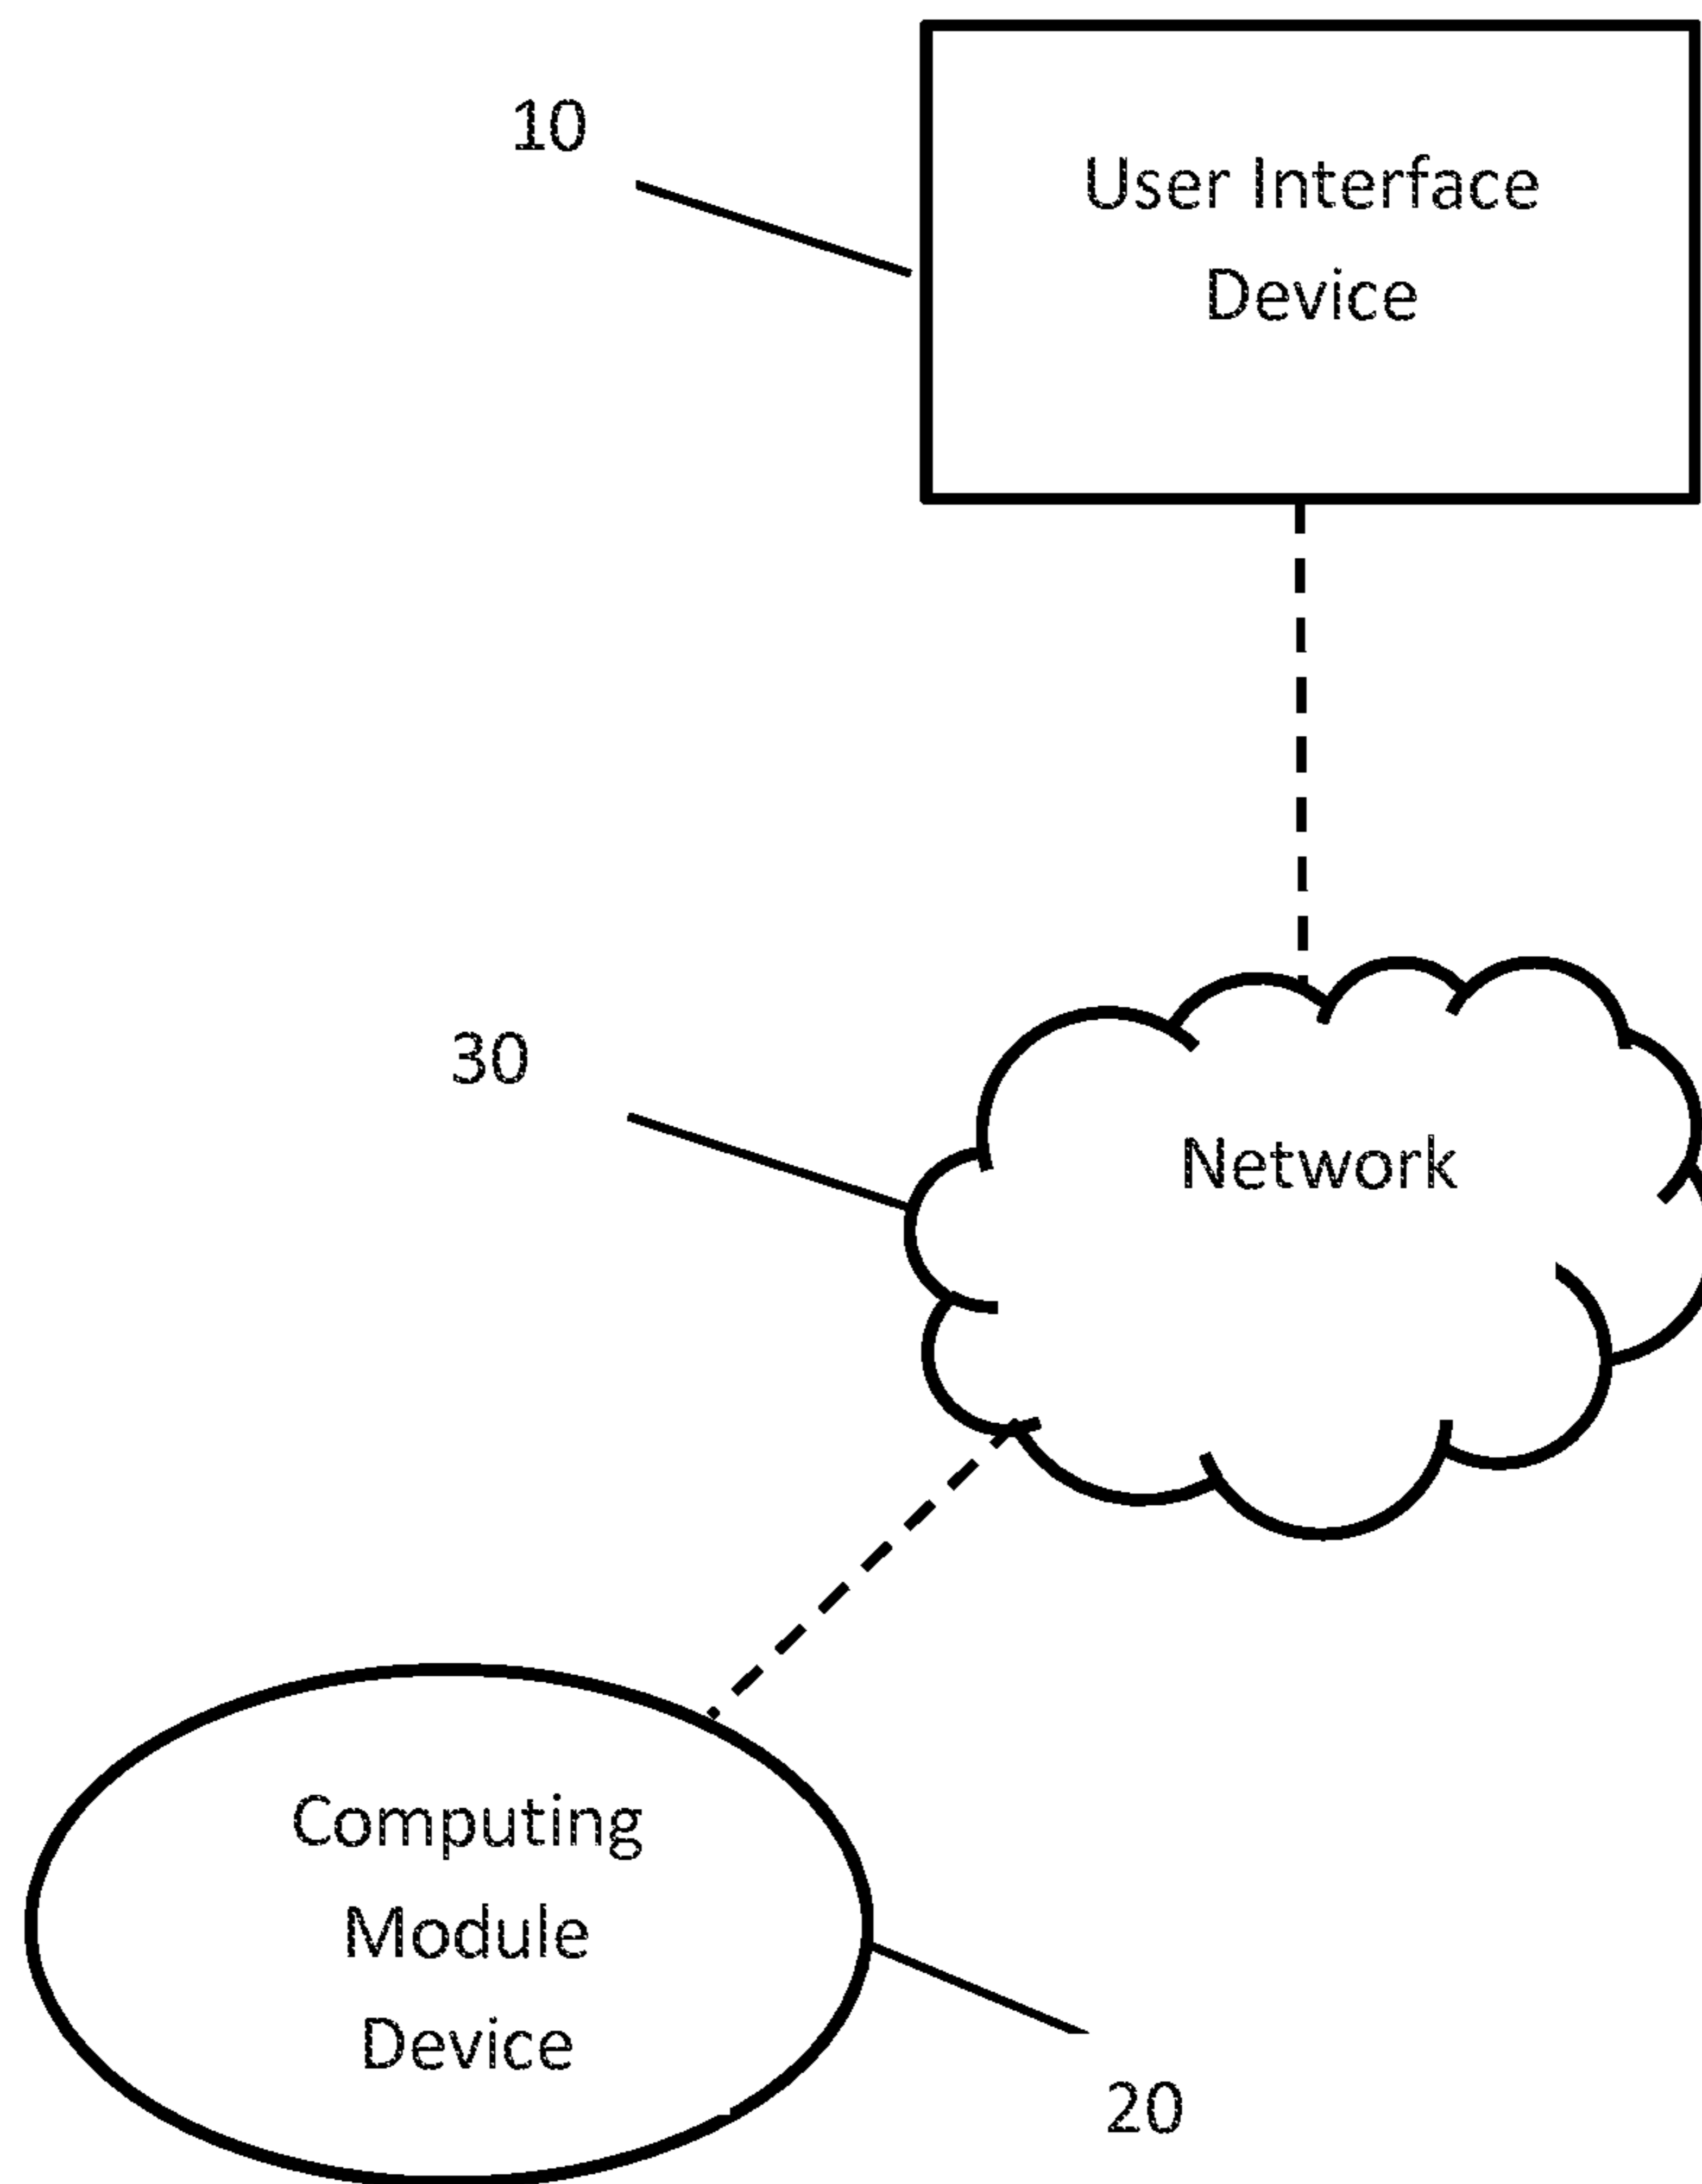 10
User Interface
Device
30
Network
Computing
Module
Device
20